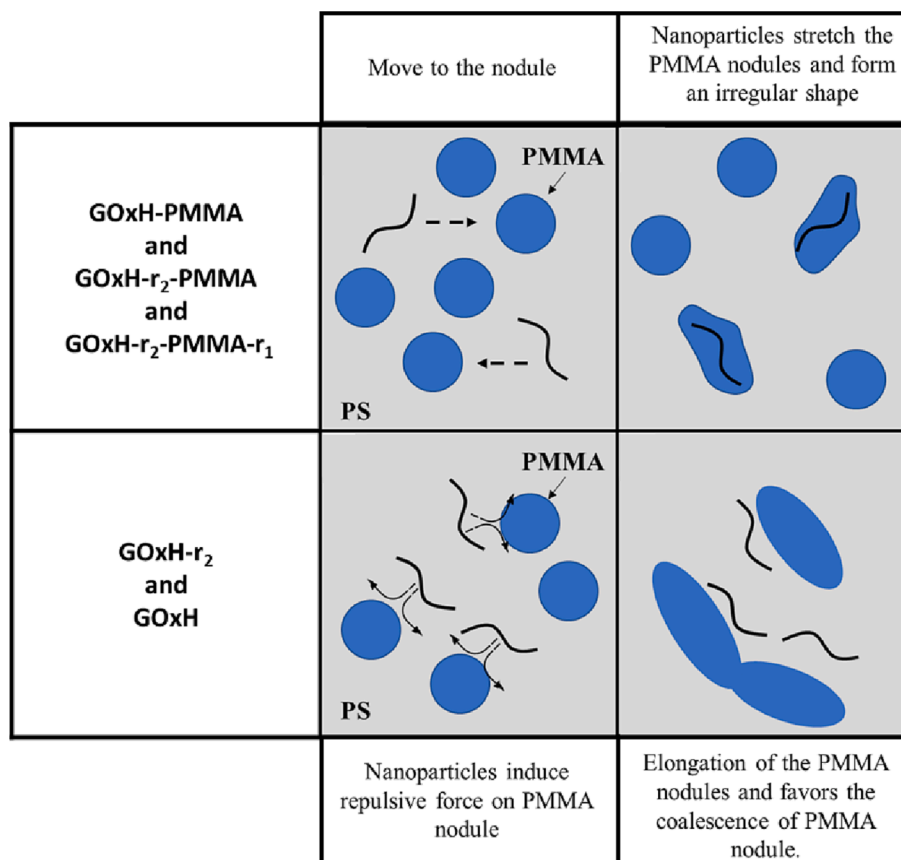 Move to the nodule
Nanoparticles stretch the
PMMA nodules and form
an irregular shape
GOxH-PMMA
and
GOxH-r₂-PMMA
and
GOxH-r₂-PMMA-r₁
PMMA
PS
GOxH-r₂
and
GOxH
PMMA
PS
Nanoparticles induce
repulsive force on PMMA
nodule
Elongation of the PMMA
nodules and favors the
coalescence of PMMA
nodule.